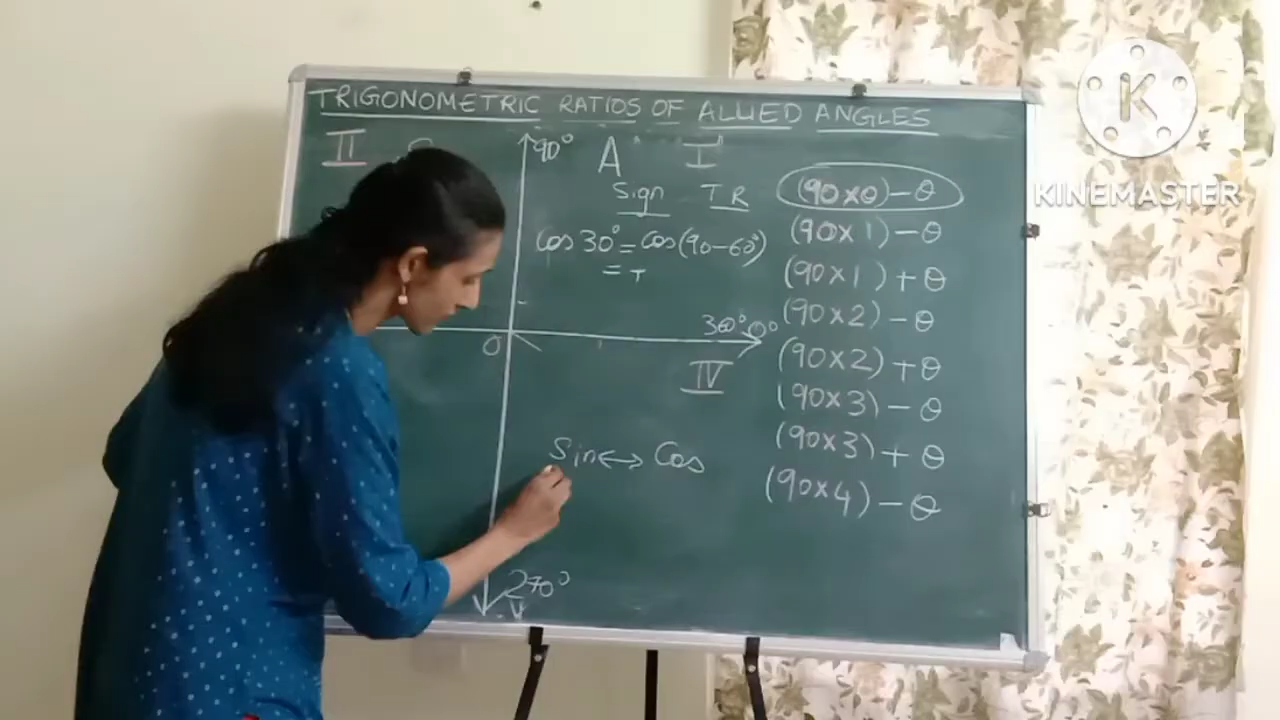 TRIGONOMETRIC RATIOS OF ALLIED ANGLES
II
90°
A
I
Sign TR
Cos 30° = Cos(90-60°)
= +
360° 0°
O
IV
Sin↔Cos
270°
(90×0)-θ
(90×1)-θ
(90×1)+θ
(90×2)-θ
(90×2)+θ
(90×3)-θ
(90×3)+θ
(90×4)-θ
K
KINEMASTER